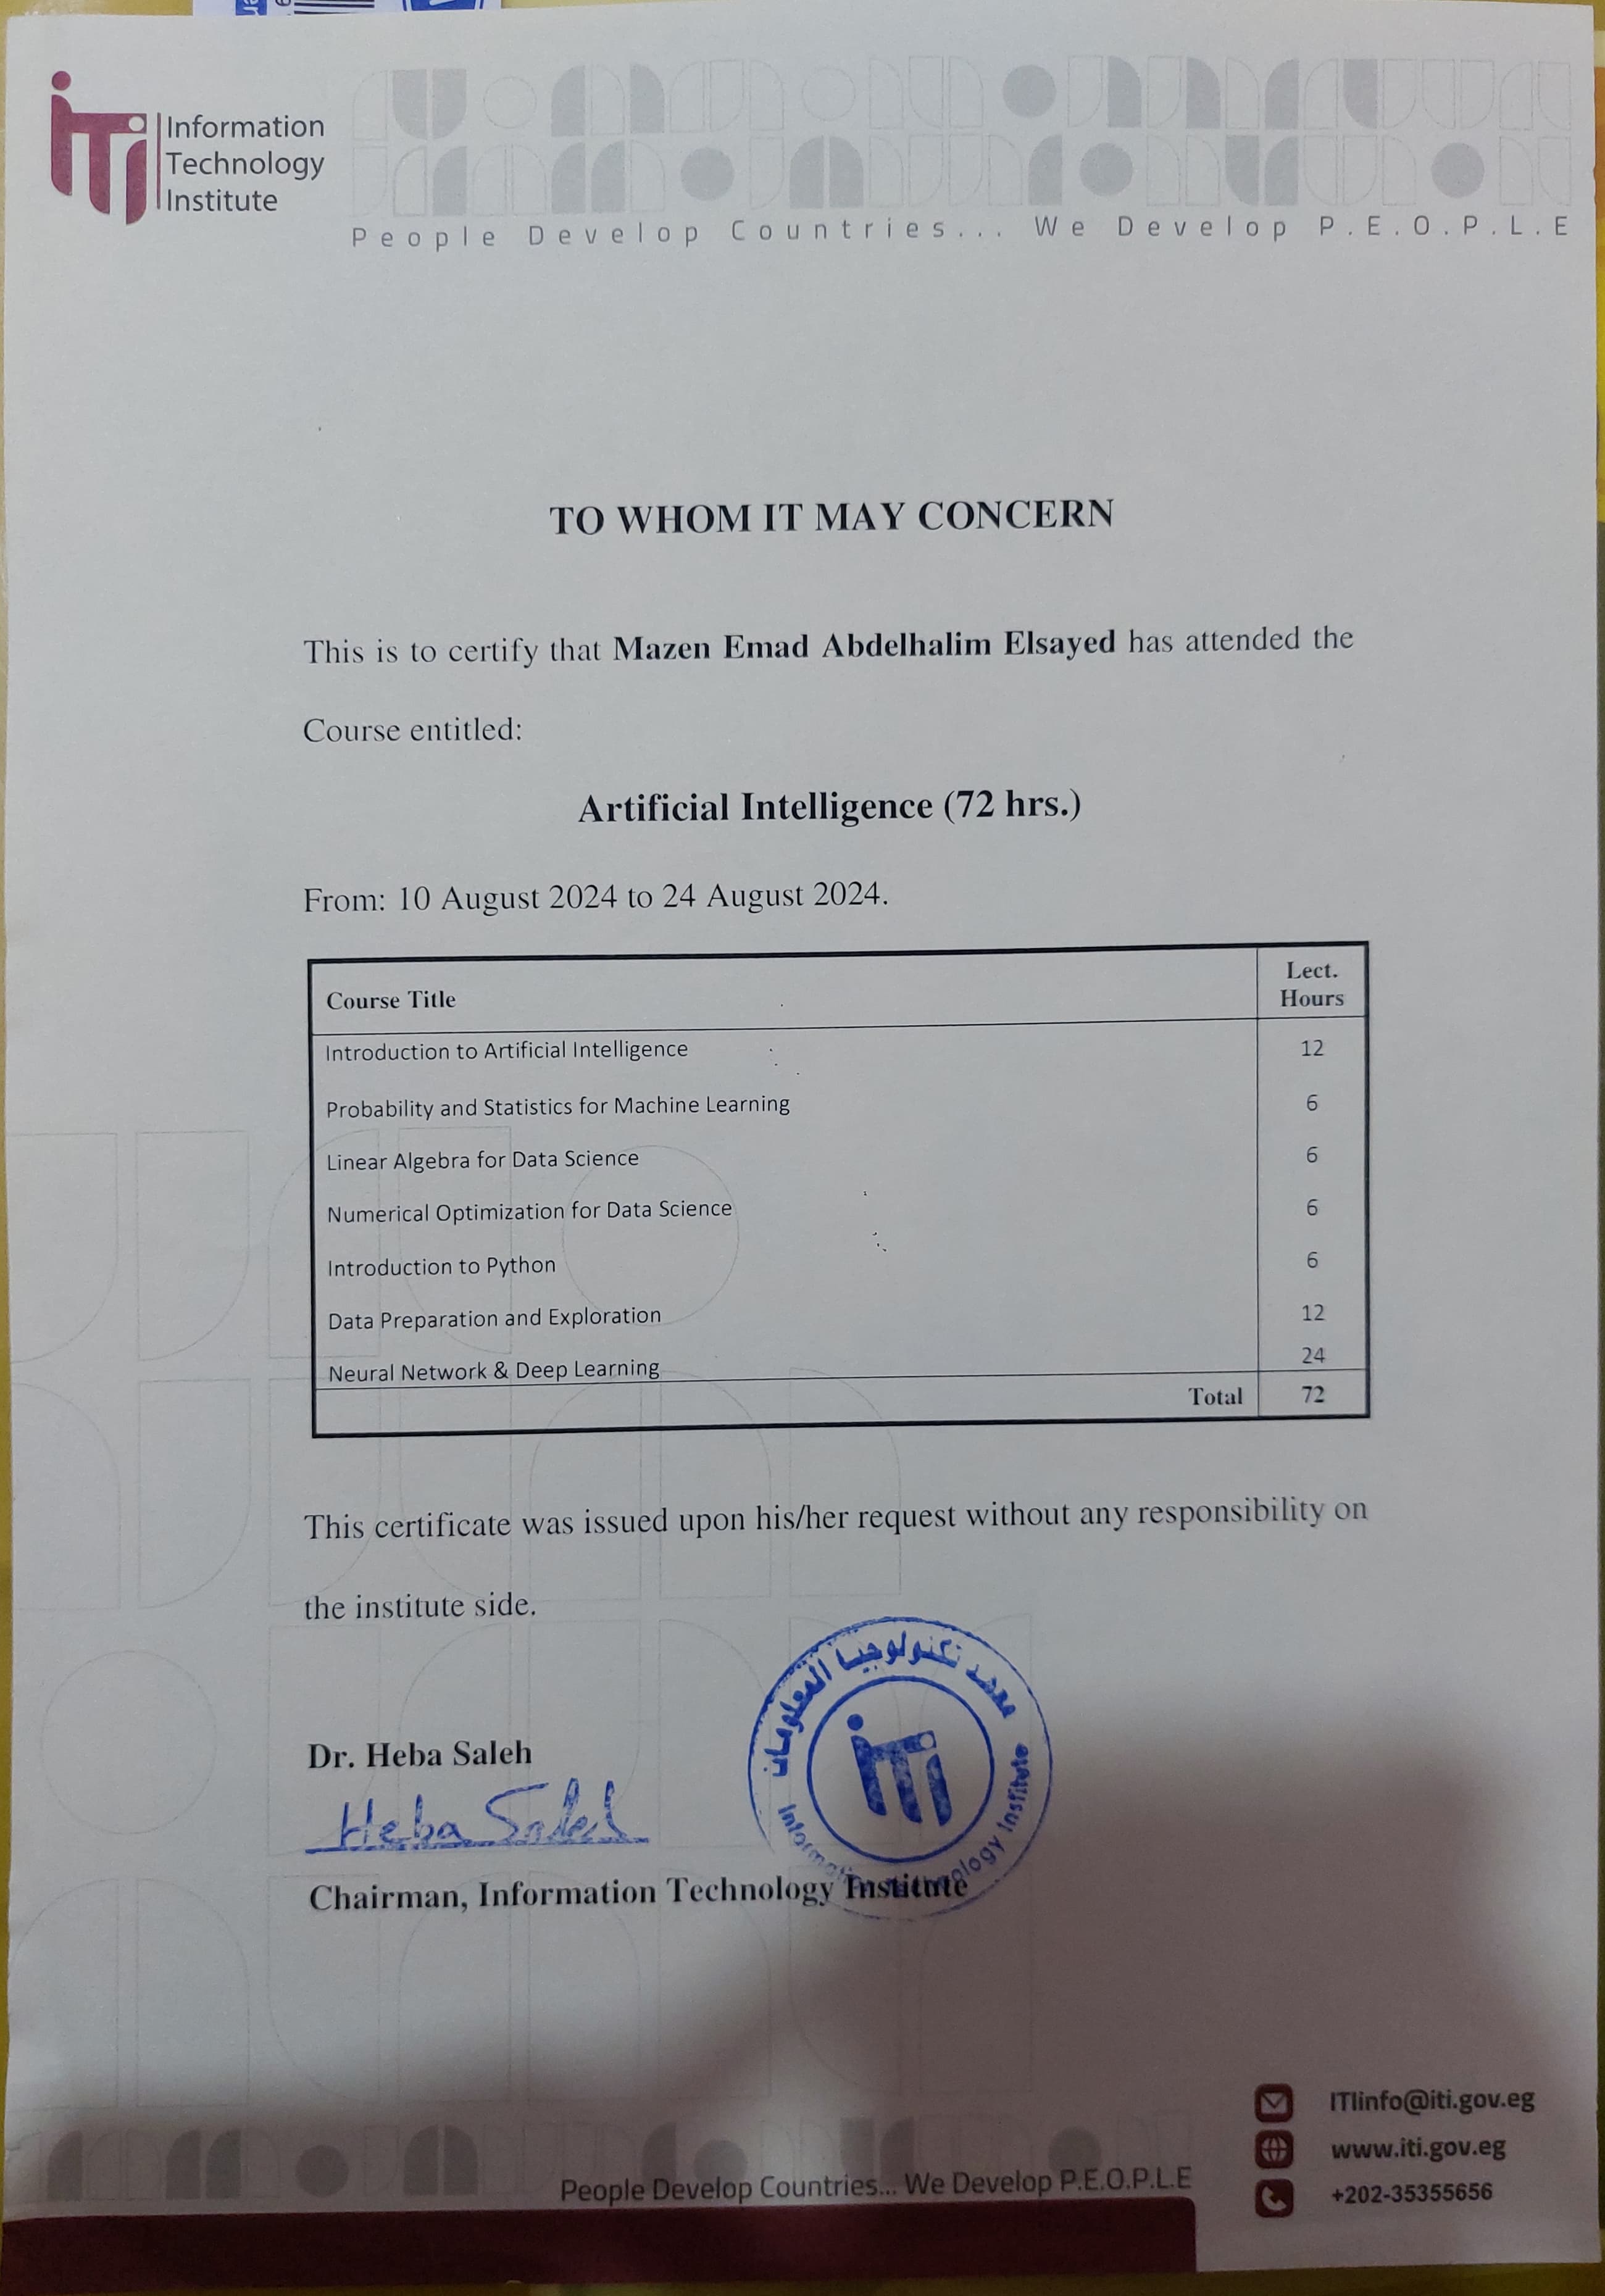 iTi
Information
Technology
Institute
People Develop Countries... We Develop P.E.O.P.L.E
TO WHOM IT MAY CONCERN
This is to certify that Mazen Emad Abdelhalim Elsayed has attended the
Course entitled:
Artificial Intelligence (72 hrs.)
From: 10 August 2024 to 24 August 2024.
Course Title Lect. Hours
Introduction to Artificial Intelligence 12
Probability and Statistics for Machine Learning 6
Linear Algebra for Data Science 6
Numerical Optimization for Data Science 6
Introduction to Python 6
Data Preparation and Exploration 12
Neural Network & Deep Learning 24
Total 72
This certificate was issued upon his/her request without any responsibility on
the institute side.
معهد تكنولوجيا المعلومات
iTi
Information Technology Institute
Dr. Heba Saleh
Heba Saleh
Chairman, Information Technology Institute
ITIinfo@iti.gov.eg
www.iti.gov.eg
+202-35355656
People Develop Countries... We Develop P.E.O.P.L.E